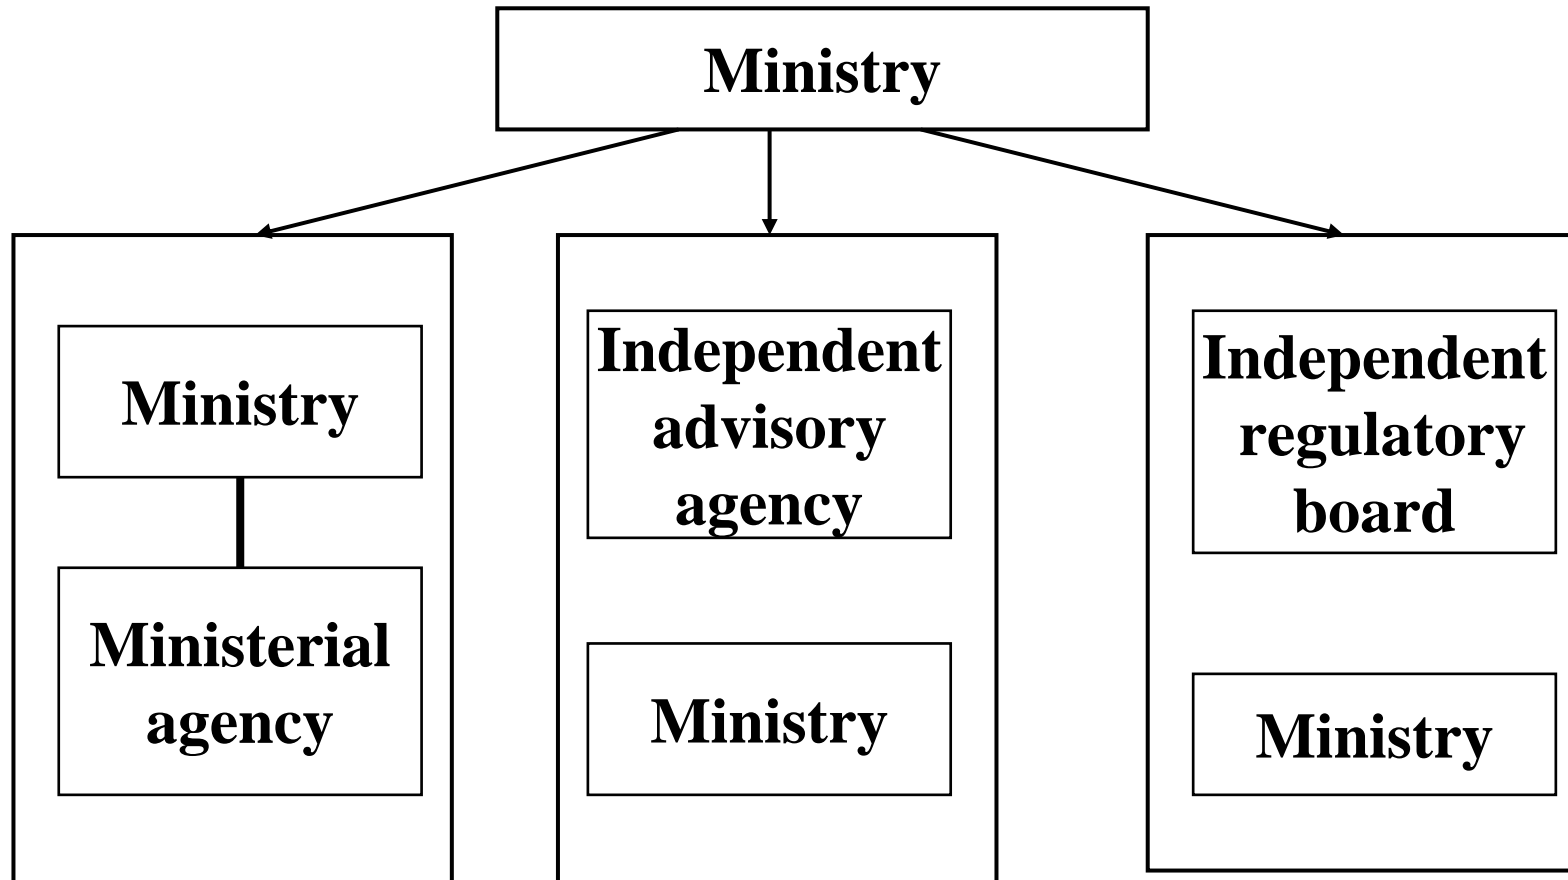 Ministry
Ministry
Ministerial
agency
Independent
advisory
agency
Ministry
Independent
regulatory
board
Ministry